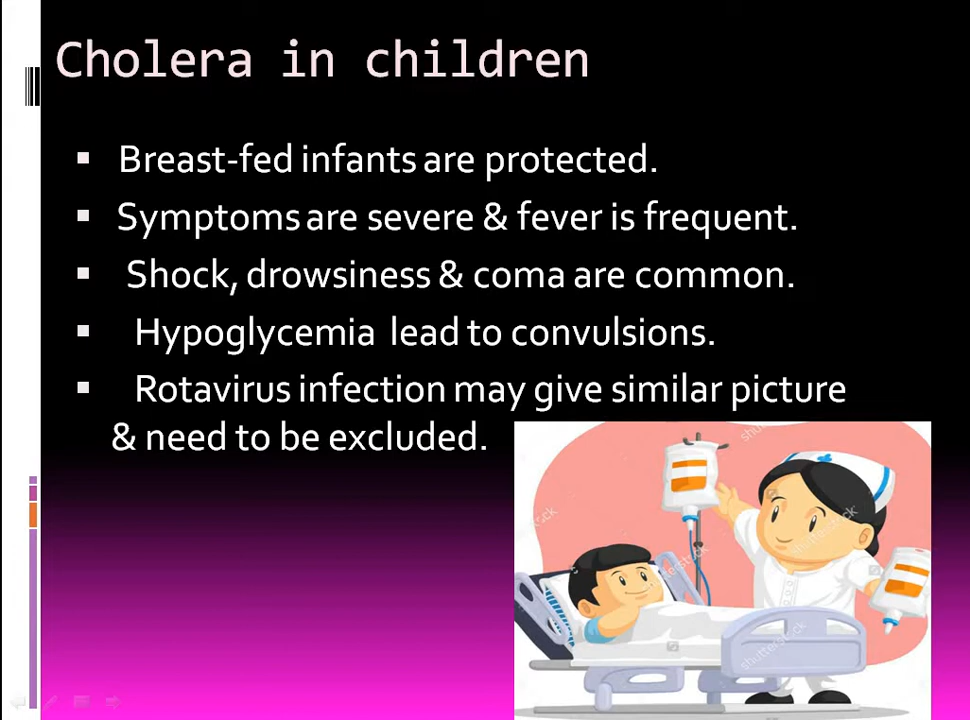 Cholera in children
▪ Breast-fed infants are protected.
▪ Symptoms are severe & fever is frequent.
▪ Shock, drowsiness & coma are common.
▪ Hypoglycemia lead to convulsions.
▪ Rotavirus infection may give similar picture
& need to be excluded.
shutterstock